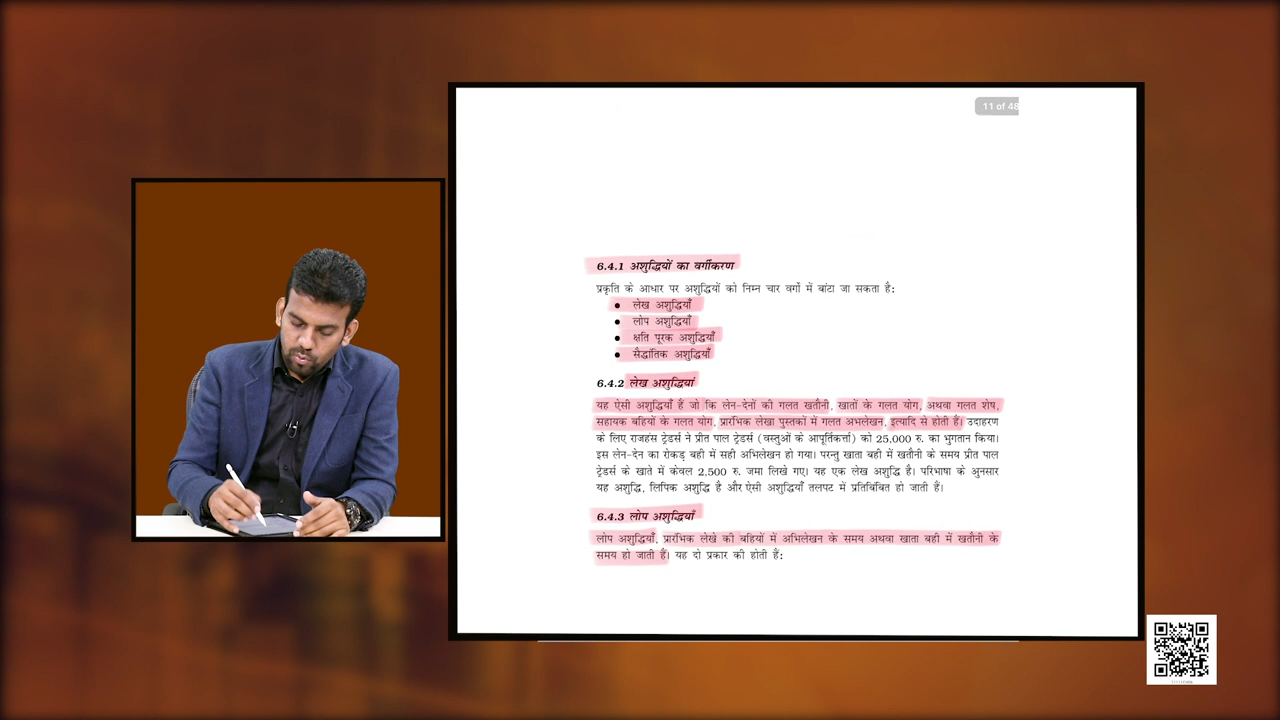 11 of 48
6.4.1 अशुद्धियों का वर्गीकरण
प्रकृति के आधार पर अशुद्धियों को निम्न चार वर्गो में बांटा जा सकता है:
● लेख अशुद्धियाँ
● लोप अशुद्धियाँ
● क्षति पूरक अशुद्धियाँ
● सैद्धांतिक अशुद्धियाँ
6.4.2 लेख अशुद्धियां
यह ऐसी अशुद्धियाँ हैं जो कि लेन-देनों की गलत खतौनी, खातों के गलत योग, अथवा गलत शेष,
सहायक बहियों के गलत योग, प्रारंभिक लेखा पुस्तकों में गलत अभलेखन, इत्यादि से होती हैं। उदाहरण
के लिए राजहंस ट्रेडर्स ने प्रीत पाल ट्रेडर्स (वस्तुओं के आपूर्तिकर्त्ता) को 25,000 रु. का भुगतान किया।
इस लेन-देन का रोकड़ बही में सही अभिलेखन हो गया। परन्तु खाता बही में खतौनी के समय प्रीत पाल
ट्रेडर्स के खाते में केवल 2,500 रु. जमा लिखे गए। यह एक लेख अशुद्धि है। परिभाषा के अनुसार
यह अशुद्धि, लिपिक अशुद्धि है और ऐसी अशुद्धियाँ तलपट में प्रतिबिंबित हो जाती हैं।
6.4.3 लोप अशुद्धियाँ
लोप अशुद्धियाँ, प्रारंभिक लेखे की बहियों में अभिलेखन के समय अथवा खाता बही में खतौनी के
समय हो जाती हैं। यह दो प्रकार की होती हैं: